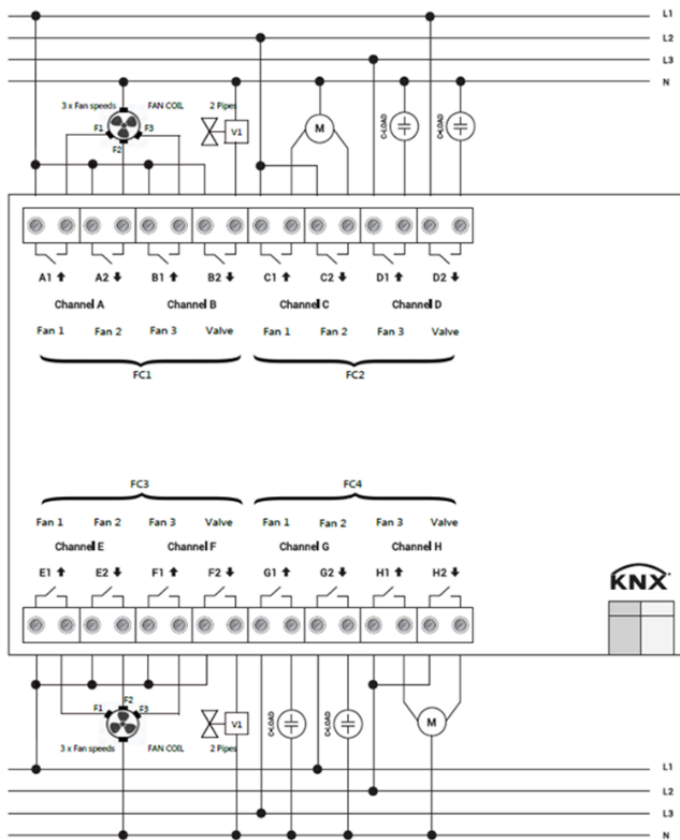 L1
L2
L3
N
3 x Fan speeds FAN COIL 2 Pipes
F1 F3 V1 M C-LOAD C-LOAD
F2
A1 A2 B1 B2 C1 C2 D1 D2
Channel A Channel B Channel C Channel D
Fan 1 Fan 2 Fan 3 Valve Fan 1 Fan 2 Fan 3 Valve
FC1 FC2
FC3 FC4
Fan 1 Fan 2 Fan 3 Valve Fan 1 Fan 2 Fan 3 Valve
Channel E Channel F Channel G Channel H
E1 E2 F1 F2 G1 G2 H1 H2
KNX
F2
F1 F3 V1 C-LOAD C-LOAD M
3 x Fan speeds FAN COIL 2 Pipes
L1
L2
L3
N